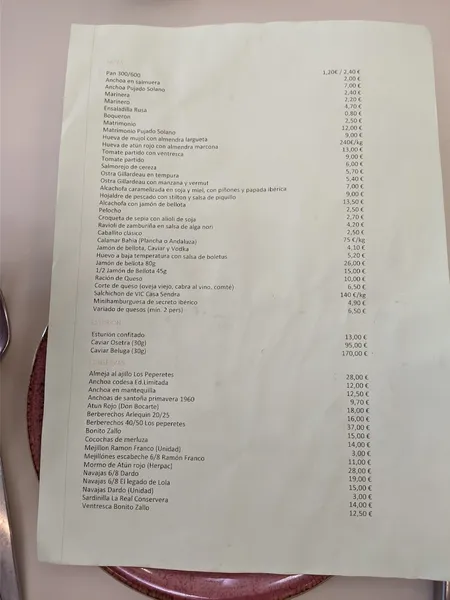 Pan 300/600 1,20€ / 2,40 €
Anchoa en salmuera 2,00 €
Anchoa Pujado Solano 7,00 €
Marinera 2,40 €
Marinero 2,20 €
Ensaladilla Rusa 4,70 €
Boqueron 0,80 €
Matrimonio 2,50 €
Matrimonio Pujado Solano 12,00 €
Hueva de mujol con almendra largueta 9,00 €
Hueva de atún rojo con almendra marcona 240€/kg
Tomate partido con ventresca 13,00 €
Tomate partido 9,00 €
Salmorejo de cereza 6,00 €
Ostra Gillardeau en tempura 5,70 €
Ostra Gillardeau con manzana y vermut 5,40 €
Alcachofa caramelizada en soja y miel, con piñones y papada iberica 7,00 €
Hojaldre de pescado con stilton y salsa de piquillo 9,00 €
Alcachofa con jamón de bellota 13,50 €
Pelocho 7,50 €
Croqueta de sepia con alioli de soja 2,70 €
Ravioli de zamburiña en salsa de alga nori 4,20 €
Caballito clásico 2,50 €
Calamar Bahia (Plancha o Andaluza) 75 €/kg
Jamón de bellota, Caviar y Vodka 4,10 €
Huevo a baja temperatura con salsa de boletas 5,20 €
Jamón de bellota 80g 26,00 €
1/2 Jamón de Bellota 45g 15,00 €
Ración de Queso 10,00 €
Corte de queso (oveja viejo, cabra al vino, comté) 6,50 €
Salchichon de VIC Casa Sendra 140 €/kg
Minihamburguesa de secreto ibérico 4,90 €
Variado de quesos (min. 2 pers) 6,50 €
Esturión confitado 13,00 €
Caviar Osetra (30g) 95,00 €
Caviar Beluga (30g) 170,00 €
Almeja al ajillo Los Peperetes 28,00 €
Anchoa codesa Ed.Limitada 12,00 €
Anchoa en mantequilla 12,50 €
Anchoas de santoña primavera 1960 9,70 €
Atun Rojo (Don Bocarte) 18,00 €
Berberechos Arlequin 20/25 16,00 €
Berberechos 40/50 Los peperetes 37,00 €
Bonito Zallo 15,00 €
Cocochas de merluza 14,00 €
Mejillon Ramon Franco (Unidad) 3,00 €
Mejillónes escabeche 6/8 Ramón Franco 11,00 €
Mormo de Atún rojo (Herpac) 28,00 €
Navajas 6/8 Dardo 19,00 €
Navajas 6/8 El legado de Lola 15,00 €
Navajas Dardo (Unidad) 3,00 €
Sardinilla La Real Conservera 14,00 €
Ventresca Bonito Zallo 12,50 €